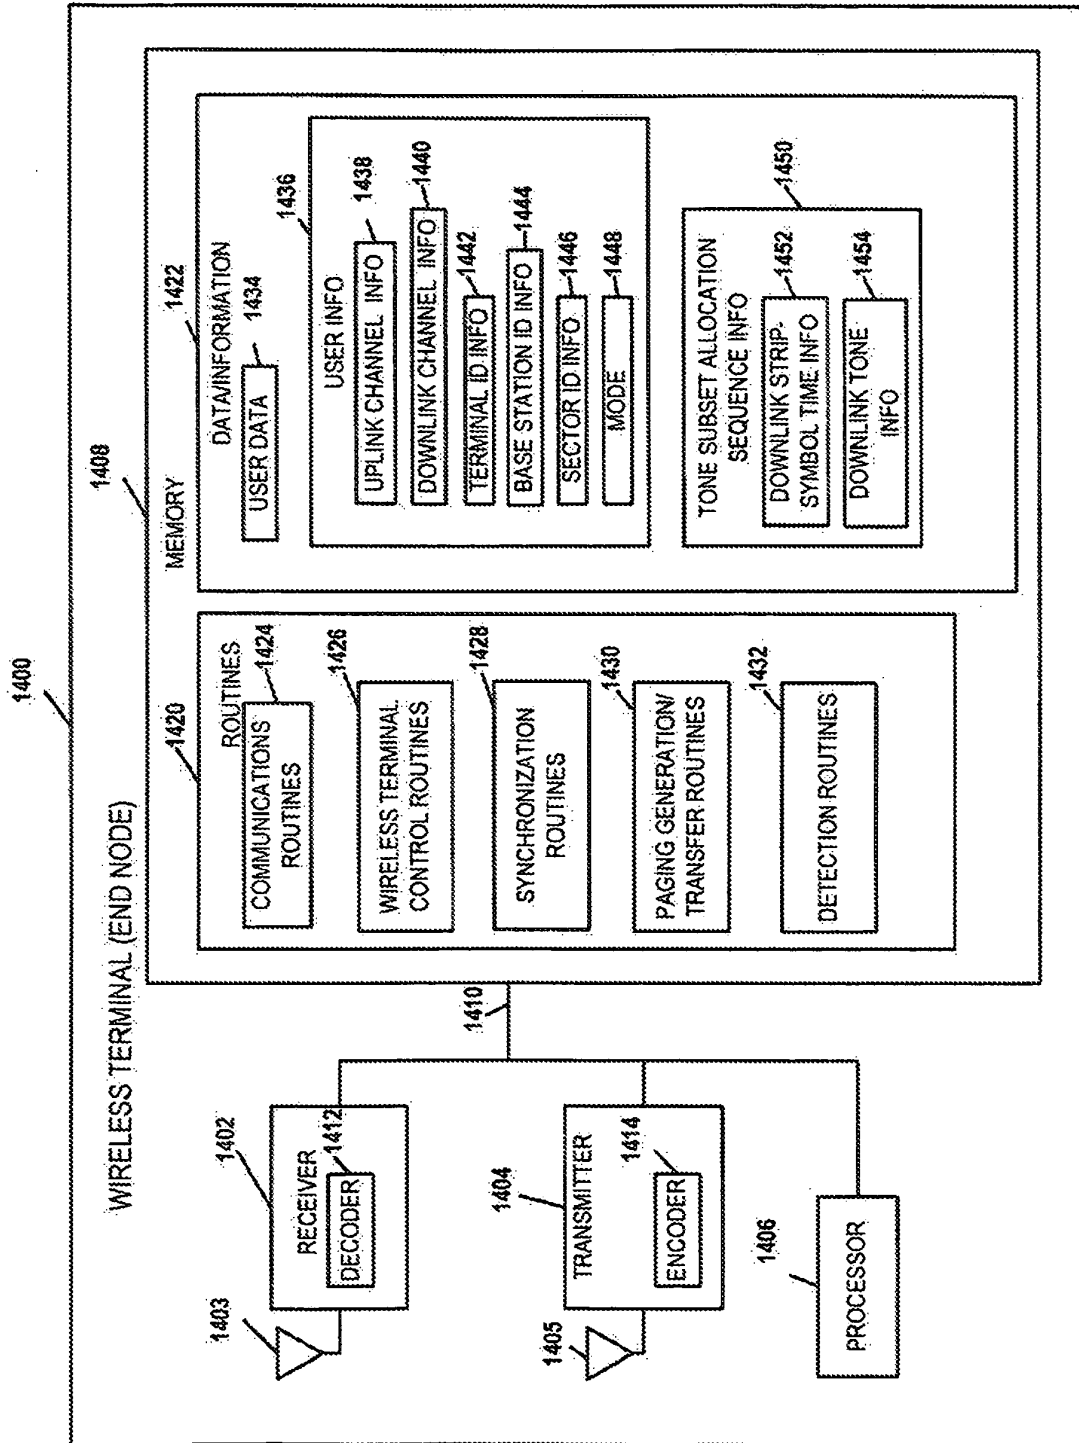 1400
WIRELESS TERMINAL (END NODE)
1408
MEMORY
1402
RECEIVER
1412
DECODER
1403
1404
TRANSMITTER
1414
ENCODER
1405
1406
PROCESSOR
1410
1420
ROUTINES
1424
COMMUNICATIONS
ROUTINES
1426
WIRELESS TERMINAL
CONTROL ROUTINES
1428
SYNCHRONIZATION
ROUTINES
1430
PAGING GENERATION/
TRANSFER ROUTINES
1432
DETECTION ROUTINES
1422
DATA/INFORMATION
1434
USER DATA
1436
USER INFO
1438
UPLINK CHANNEL INFO
1440
DOWNLINK CHANNEL INFO
1442
TERMINAL ID INFO
1444
BASE STATION ID INFO
1446
SECTOR ID INFO
1448
MODE
1450
TONE SUBSET ALLOCATION
SEQUENCE INFO
1452
DOWNLINK STRIP-
SYMBOL TIME INFO
1454
DOWNLINK TONE
INFO